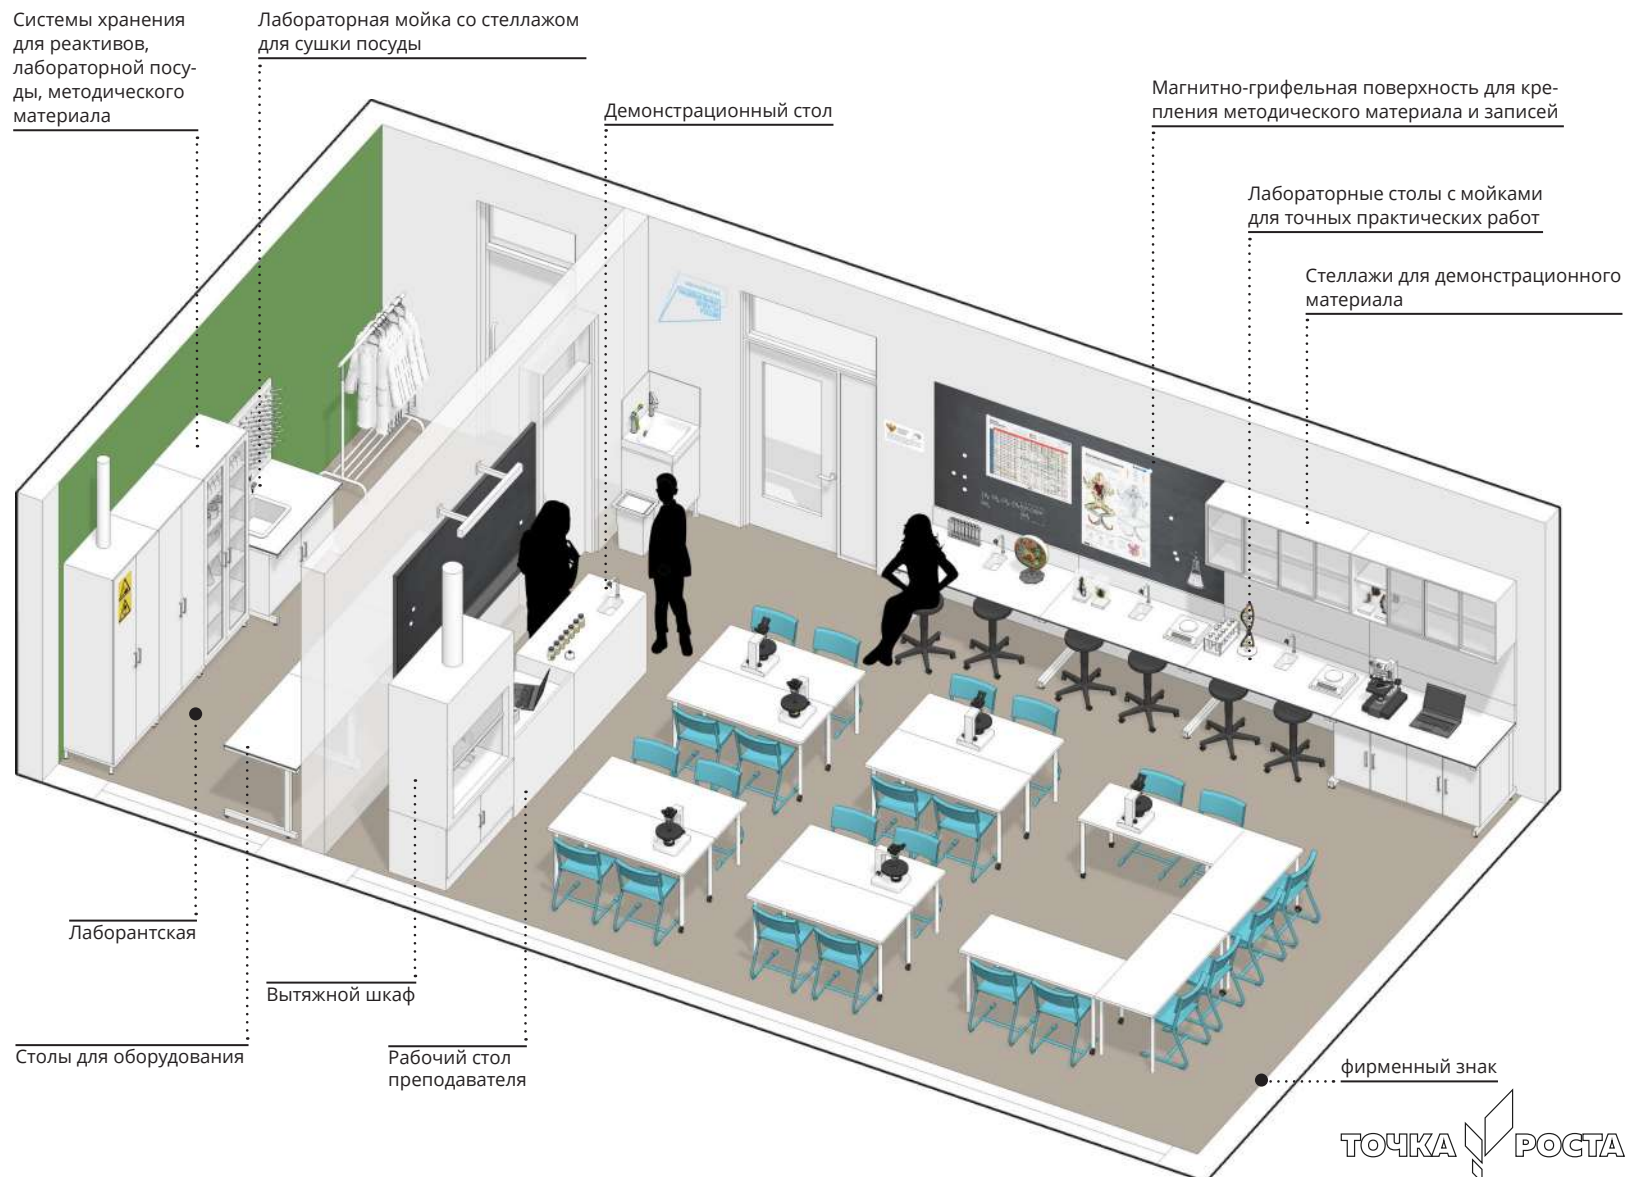 Системы хранения
для реактивов,
лабораторной посу-
ды, методического
материала
Лабораторная мойка со стеллажом
для сушки посуды
Демонстрационный стол
Магнитно-грифельная поверхность для кре-
пления методического материала и записей
Лабораторные столы с мойками
для точных практических работ
Стеллажи для демонстрационного
материала
Лаборантская
Вытяжной шкаф
Столы для оборудования
Рабочий стол
преподавателя
фирменный знак
ТОЧКА РОСТА